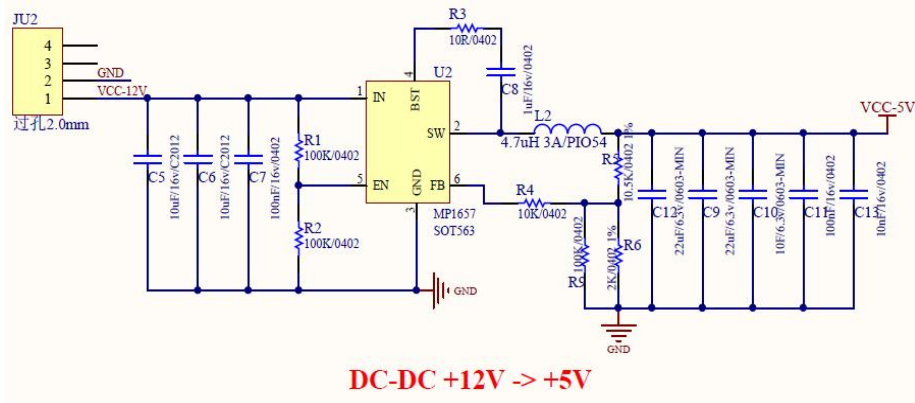 JU2
4
3
2
1
GND
VCC-12V
过孔2.0mm
C5
10uF/16v/C2012
C6
10uF/16v/C2012
C7
100nF/16v/0402
R1
100K/0402
R2
100K/0402
R3
10R/0402
C8
1uF/16v/0402
U2
1
IN
4
BST
SW
2
5
EN
GND
3
FB
6
MP1657
SOT563
L2
4.7uH 3A/PIO54
R4
10K/0402
R5
10.5K/0402 1%
R9
100K/0402
R6
2K/0402 1%
C12
22uF/6.3v/0603-MIN
C9
22uF/6.3v/0603-MIN
C10
10F/6.3v/0603-MIN
C11
100nF/16v/0402
C13
10nF/16v/0402
VCC-5V
GND
GND
DC-DC +12V -> +5V